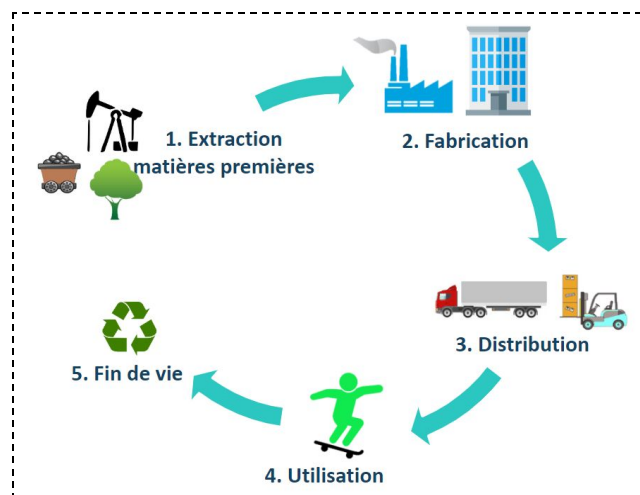 1. Extraction
matières premières
2. Fabrication
3. Distribution
4. Utilisation
5. Fin de vie